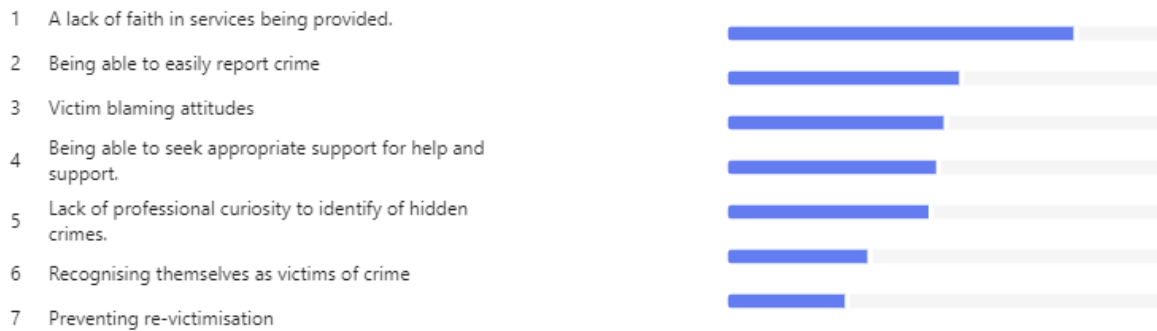 1 A lack of faith in services being provided.
2 Being able to easily report crime
3 Victim blaming attitudes
4 Being able to seek appropriate support for help and
support.
5 Lack of professional curiosity to identify of hidden
crimes.
6 Recognising themselves as victims of crime
7 Preventing re-victimisation